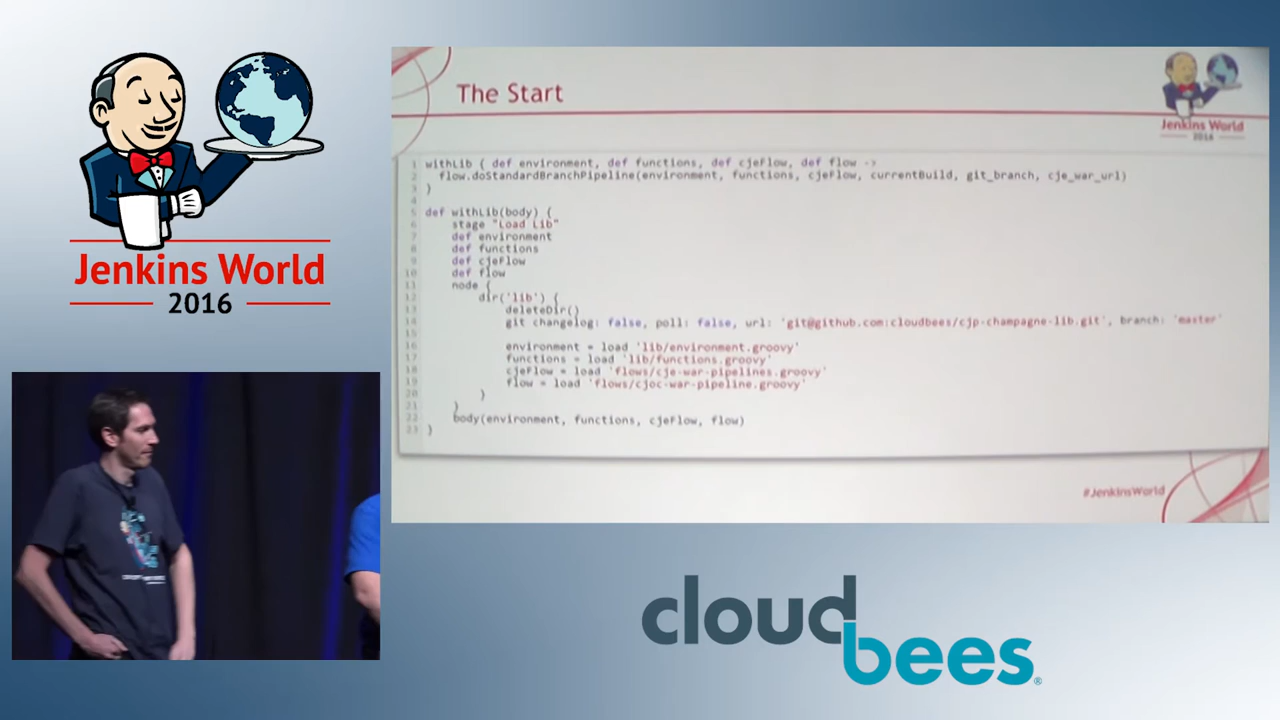 Jenkins World
2016
The Start
Jenkins World
2016
1 withLib { def environment, def functions, def cjeFlow, def flow ->
2 flow.doStandardBranchPipeline(environment, functions, cjeFlow, currentBuild, git_branch, cje_war_url)
3 }
4
5 def withLib(body) {
6 stage "Load Lib"
7 def environment
8 def functions
9 def cjeFlow
10 def flow
11 node {
12 dir('lib') {
13 deleteDir()
14 git changelog: false, poll: false, url: 'git@github.com:cloudbees/cjp-champagne-lib.git', branch: 'master'
15
16 environment = load 'lib/environment.groovy'
17 functions = load 'lib/functions.groovy'
18 cjeFlow = load 'flows/cje-war-pipelines.groovy'
19 flow = load 'flows/cjoc-war-pipeline.groovy'
20 }
21 }
22 body(environment, functions, cjeFlow, flow)
23 }
#JenkinsWorld
cloudbees®